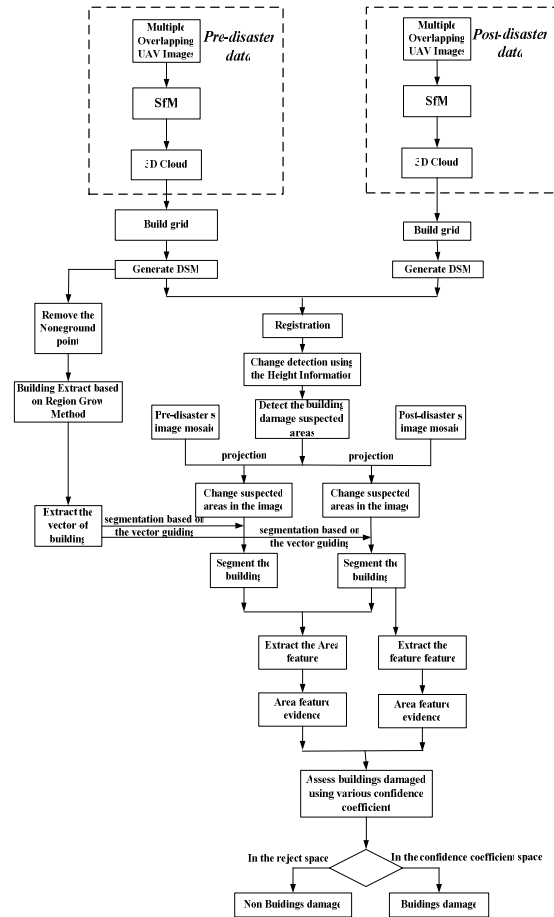 Multiple
Overlapping
UAV Images
Pre-disaster
data
SfM
3D Cloud
Build grid
Generate DSM
Multiple
Overlapping
UAV Images
Post-disaster
data
SfM
3D Cloud
Build grid
Generate DSM
Remove the
Noneground
point
Building Extract based
on Region Grow
Method
Extract the
vector of
building
Registration
Change detection using
the Height Information
Detect the building
damage suspected
areas
Pre-disaster s
image mosaic
Post-disaster s
image mosaic
projection
projection
Change suspected
areas in the image
Change suspected
areas in the image
segmentation based on
the vector guiding
segmentation based on
the vector guiding
Segment the
building
Segment the
building
Extract the Area
feature
Extract the
feature feature
Area feature
evidence
Area feature
evidence
Assess buildings damaged
using various confidence
coefficient
In the reject space
In the confidence coefficient space
Non Buidings damage
Buidings damage